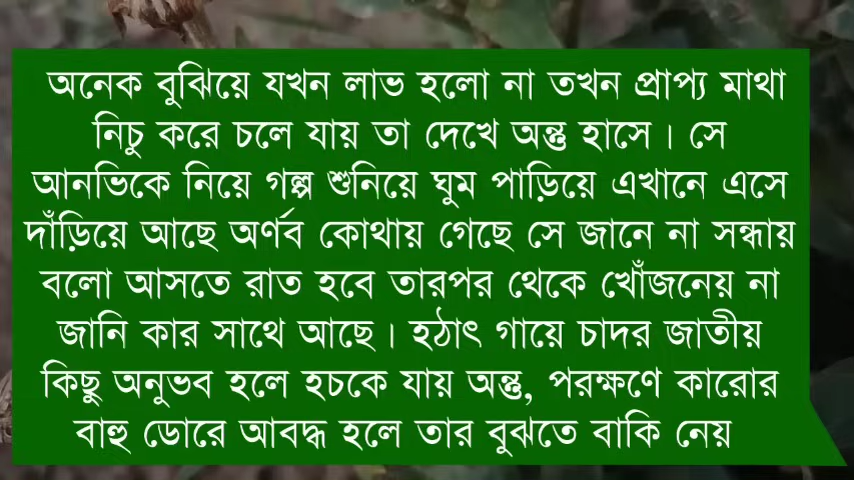 অনেক বুঝিয়ে যখন লাভ হলো না তখন প্রাপ্য মাথা
নিচু করে চলে যায় তা দেখে অন্তু হাসে। সে
আনভিকে নিয়ে গল্প শুনিয়ে ঘুম পাড়িয়ে এখানে এসে
দাঁড়িয়ে আছে অর্ণব কোথায় গেছে সে জানে না সন্ধায়
বলো আসতে রাত হবে তারপর থেকে খোঁজনেয় না
জানি কার সাথে আছে। হঠাৎ গায়ে চাদর জাতীয়
কিছু অনুভব হলে হচকে যায় অন্তু, পরক্ষণে কারোর
বাহু ডোরে আবদ্ধ হলে তার বুঝতে বাকি নেয়